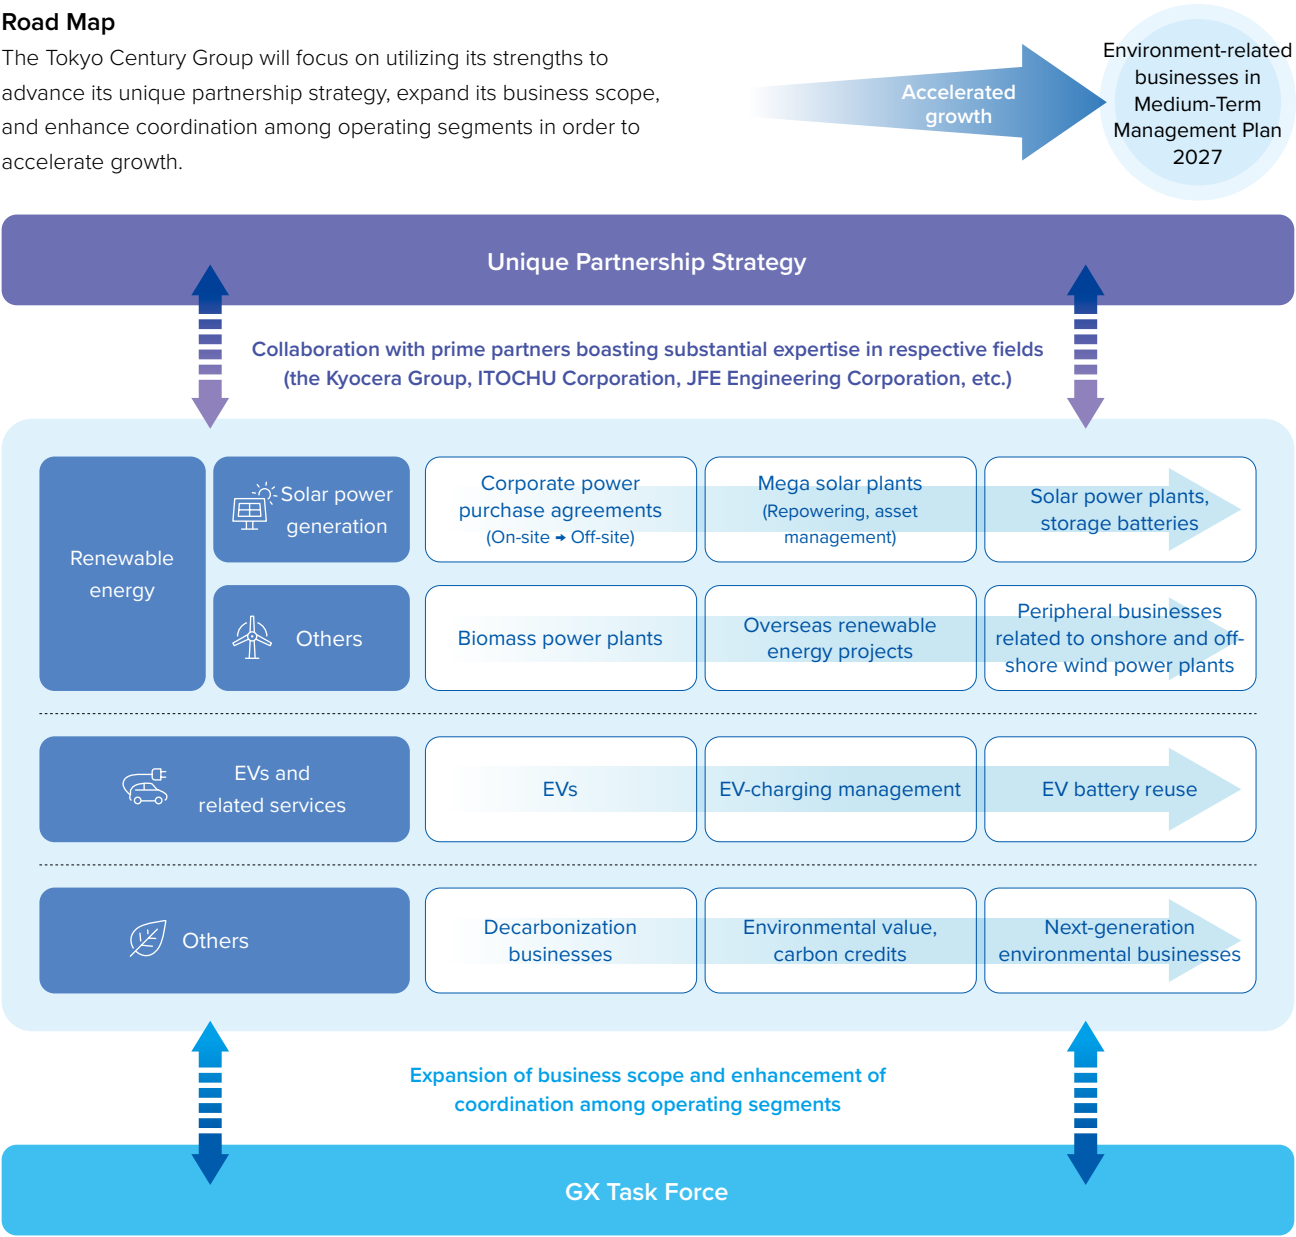 Road Map
The Tokyo Century Group will focus on utilizing its strengths to
advance its unique partnership strategy, expand its business scope,
and enhance coordination among operating segments in order to
accelerate growth.
Accelerated
growth
Environment-related
businesses in
Medium-Term
Management Plan
2027
Unique Partnership Strategy
Collaboration with prime partners boasting substantial expertise in respective fields
(the Kyocera Group, ITOCHU Corporation, JFE Engineering Corporation, etc.)
Renewable
energy
Solar power
generation
Corporate power
purchase agreements
(On-site → Off-site)
Mega solar plants
(Repowering, asset
management)
Solar power plants,
storage batteries
Others
Biomass power plants
Overseas renewable
energy projects
Peripheral businesses
related to onshore and off-
shore wind power plants
EVs and
related services
EVs
EV-charging management
EV battery reuse
Others
Decarbonization
businesses
Environmental value,
carbon credits
Next-generation
environmental businesses
Expansion of business scope and enhancement of
coordination among operating segments
GX Task Force